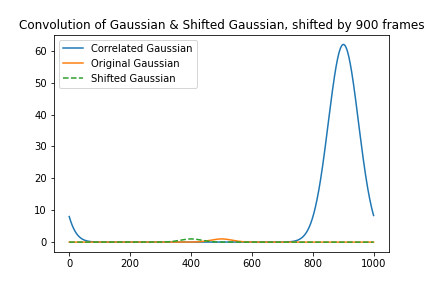 Convolution of Gaussian & Shifted Gaussian, shifted by 900 frames
Correlated Gaussian
Original Gaussian
Shifted Gaussian
60
50
40
30
20
10
0
0 200 400 600 800 1000